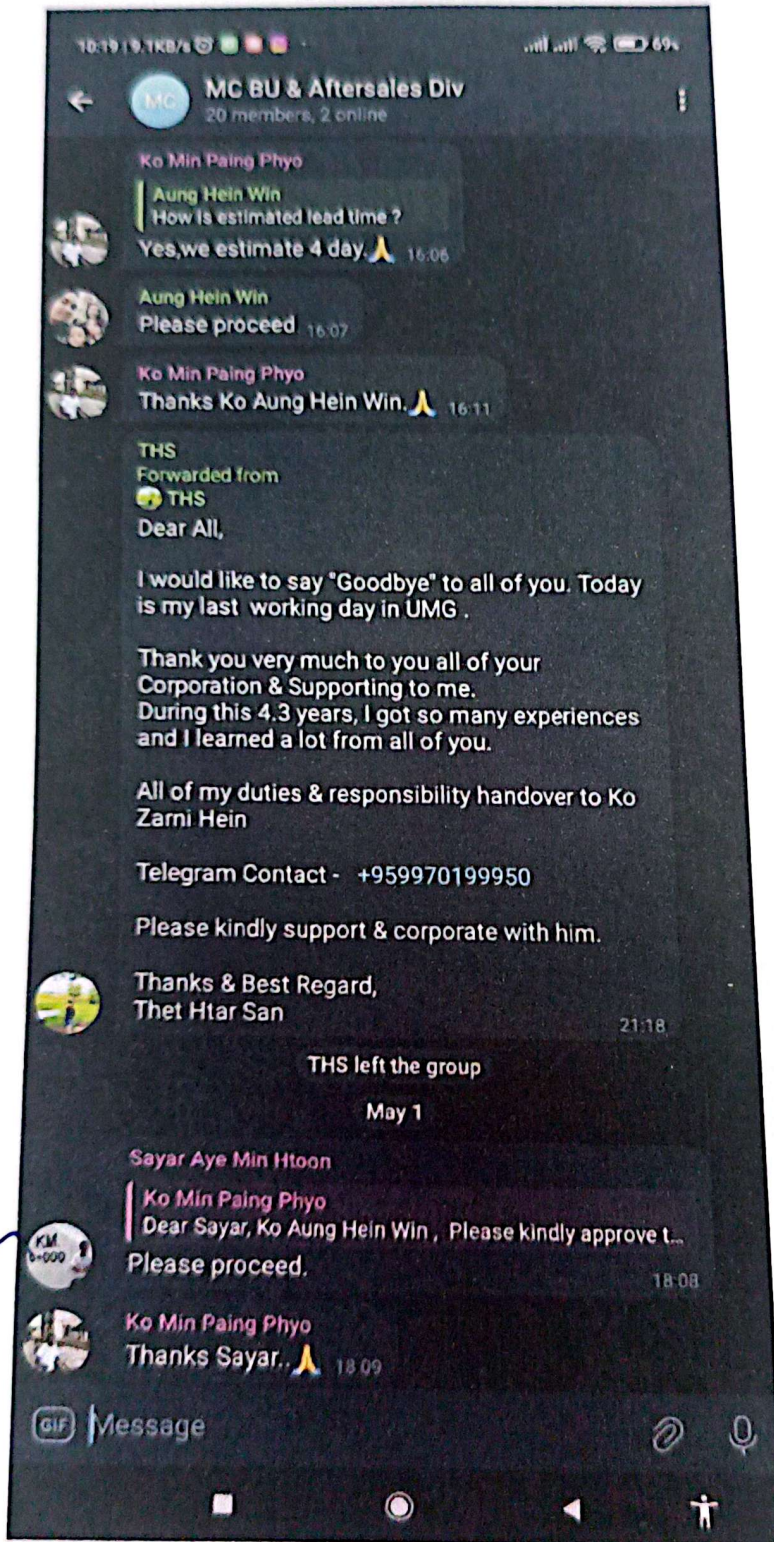 10:19 | 9.1KB/s
69%
MC
MC BU & Aftersales Div
20 members, 2 online
Ko Min Paing Phyo
Aung Hein Win
How is estimated lead time ?
Yes,we estimate 4 day.🙏 16:06
Aung Hein Win
Please proceed 16:07
Ko Min Paing Phyo
Thanks Ko Aung Hein Win.🙏 16:11
THS
Forwarded from
THS
Dear All,
I would like to say "Goodbye" to all of you. Today
is my last working day in UMG .
Thank you very much to you all of your
Corporation & Supporting to me.
During this 4.3 years, I got so many experiences
and I learned a lot from all of you.
All of my duties & responsibility handover to Ko
Zarni Hein
Telegram Contact - +959970199950
Please kindly support & corporate with him.
Thanks & Best Regard,
Thet Htar San
21:18
THS left the group
May 1
Sayar Aye Min Htoon
Ko Min Paing Phyo
Dear Sayar, Ko Aung Hein Win , Please kindly approve t...
KM
Please proceed.
18:08
Ko Min Paing Phyo
Thanks Sayar..🙏 18:09
GIF Message